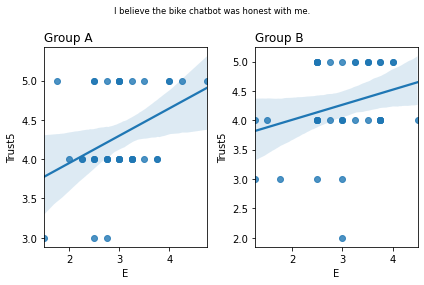 I believe the bike chatbot was honest with me.
Group A
Group B
5.0
4.5
4.0
3.5
3.0
Trust5
2
3
4
E
5.0
4.5
4.0
3.5
3.0
2.5
2.0
Trust5
2
3
4
E